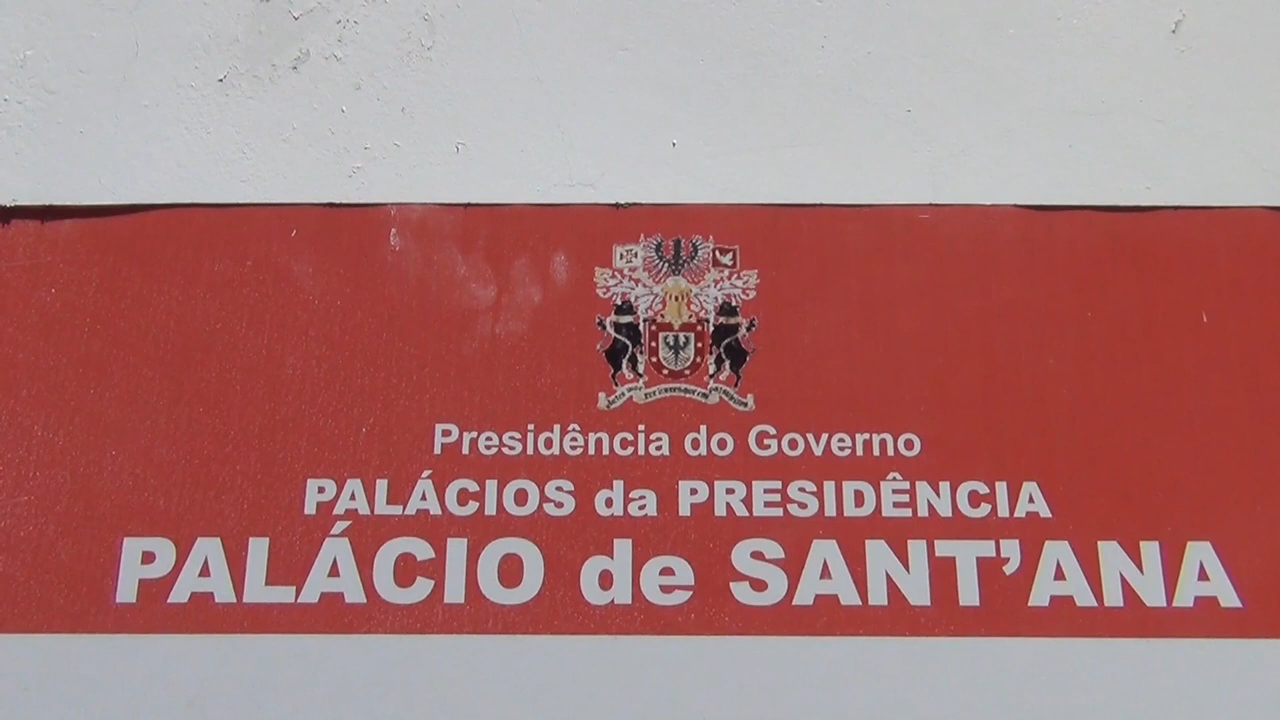 Presidência do Governo
PALÁCIOS da PRESIDÊNCIA
PALÁCIO de SANT'ANA